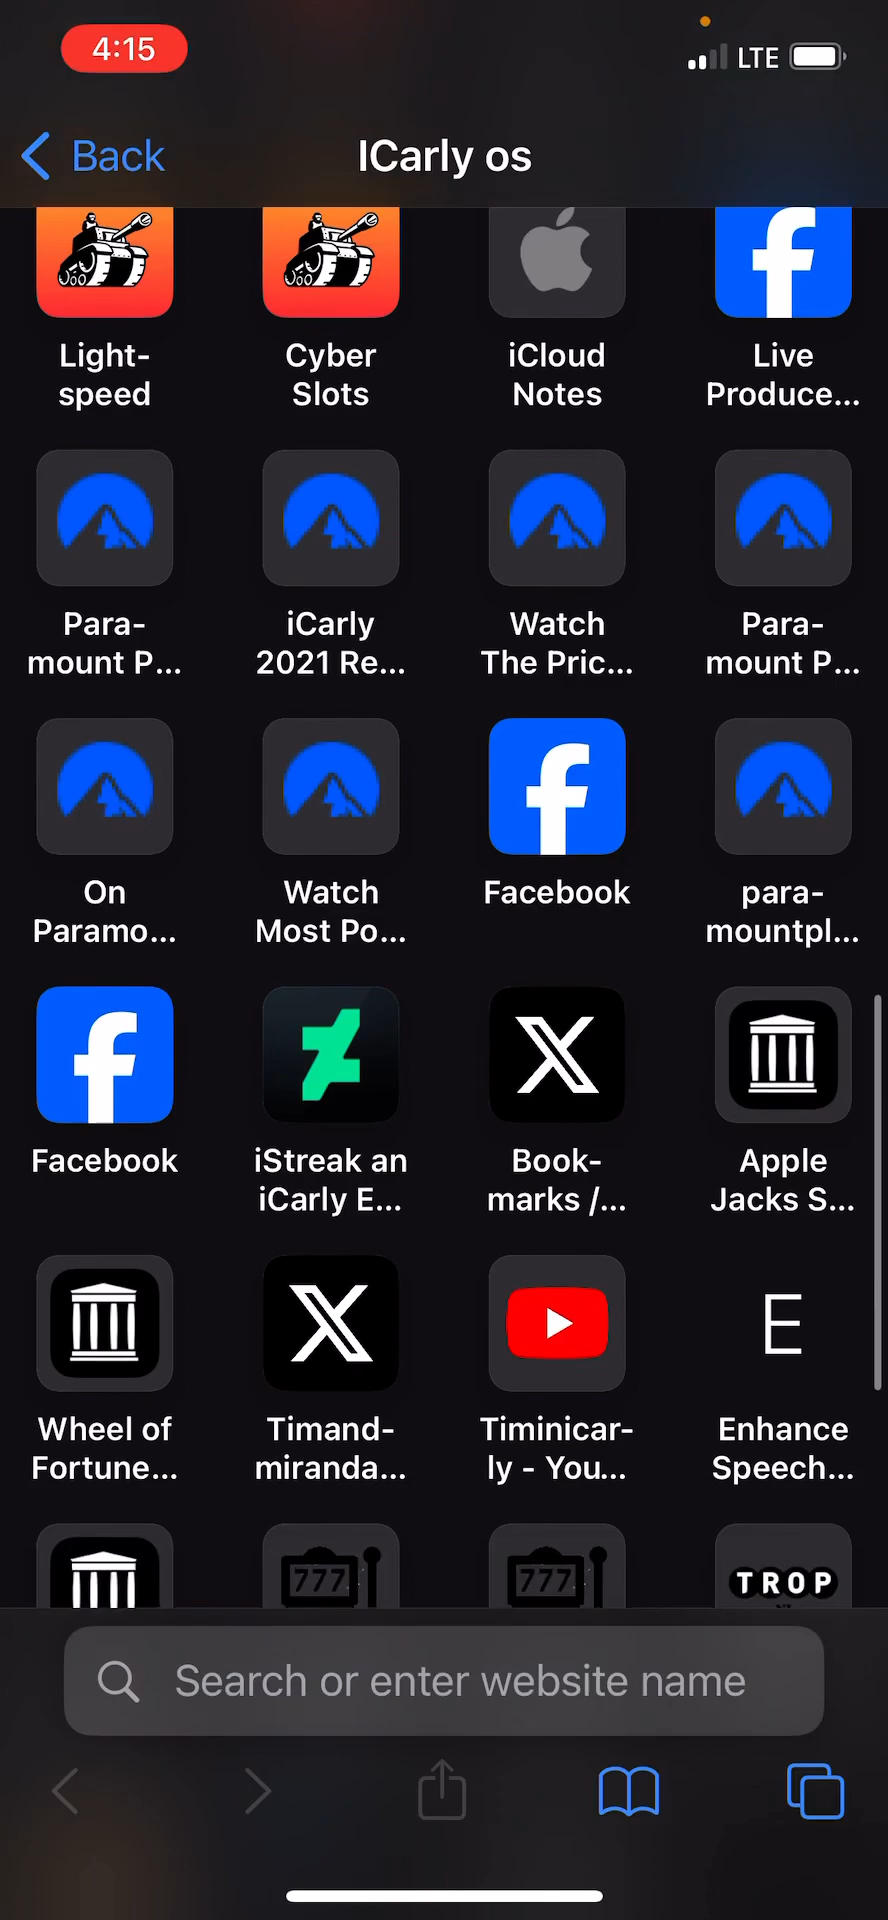 4:15
LTE
Back
ICarly os
Light-
speed
Cyber
Slots
iCloud
Notes
Live
Produce...
Para-
mount P...
iCarly
2021 Re...
Watch
The Pric...
Para-
mount P...
On
Paramo...
Watch
Most Po...
Facebook
para-
mountpl...
Facebook
iStreak an
iCarly E...
Book-
marks /...
Apple
Jacks S...
Wheel of
Fortune...
Timand-
miranda...
Timinicar-
ly - You...
E
Enhance
Speech...
777
777
TROP
Search or enter website name